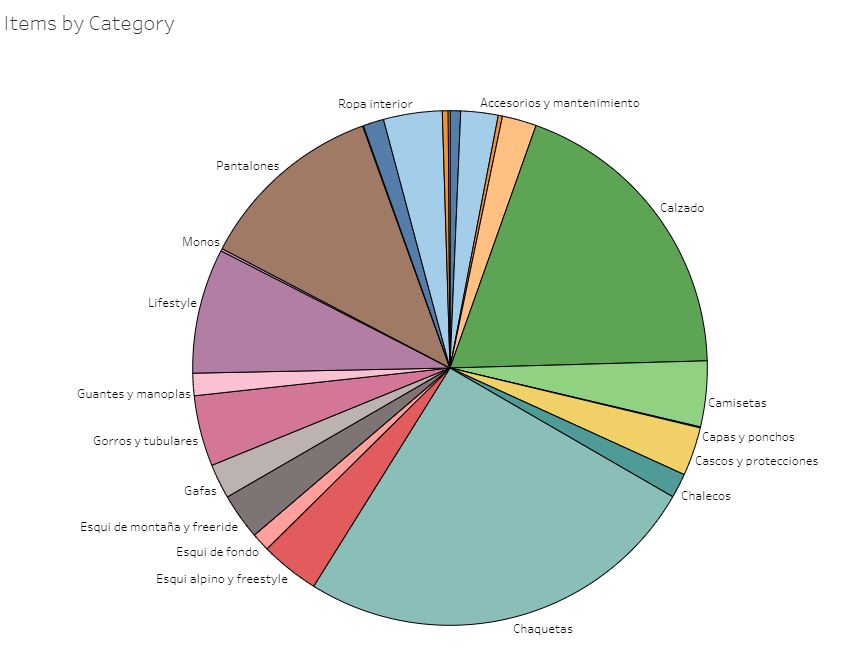 Items by Category
Ropa interior
Accesorios y mantenimiento
Pantalones
Calzado
Monos
Lifestyle
Guantes y manoplas
Camisetas
Gorros y tubulares
Capas y ponchos
Cascos y protecciones
Gafas
Chalecos
Esqui de montaña y freeride
Esqui de fondo
Esqui alpino y freestyle
Chaquetas